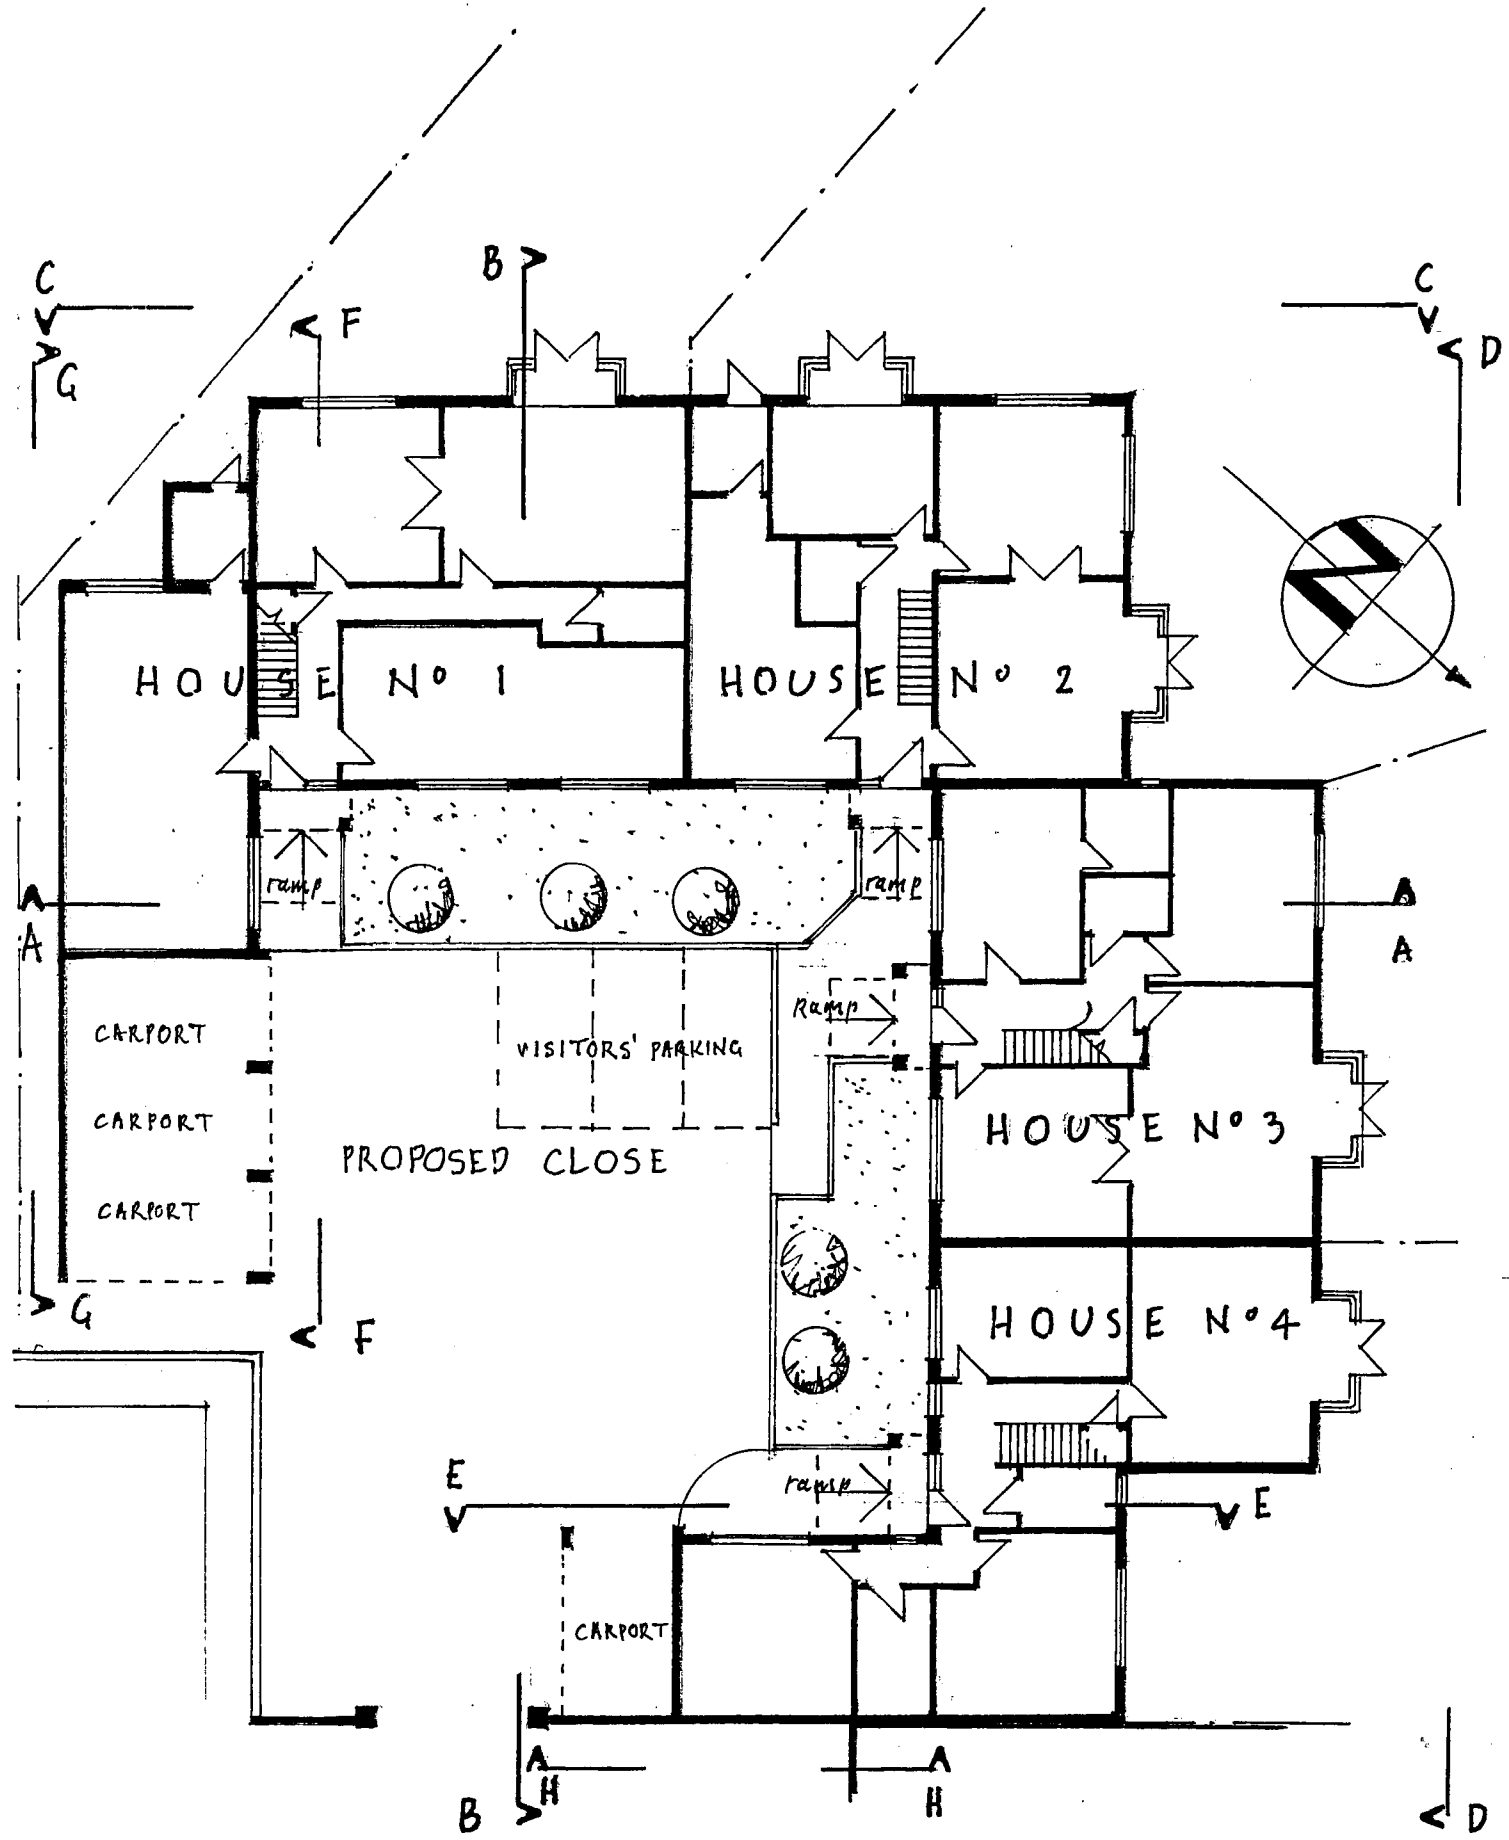 C
B
C
F
D
G
N
HOUSE Nº 1
HOUSE Nº 2
ramp
ramp
A
A
Ramp
CARPORT
VISITORS' PARKING
CARPORT
HOUSE Nº 3
PROPOSED CLOSE
CARPORT
G
F
HOUSE Nº 4
E
ramp
E
CARPORT
H
H
B
D